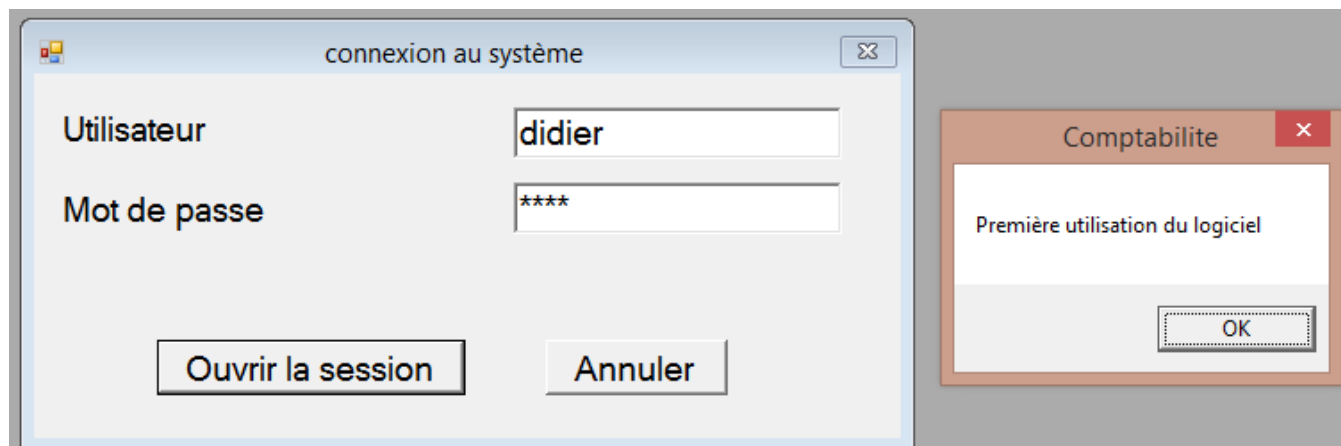 connexion au système
Utilisateur
didier
Mot de passe
****
Ouvrir la session
Annuler
Comptabilite
Première utilisation du logiciel
OK